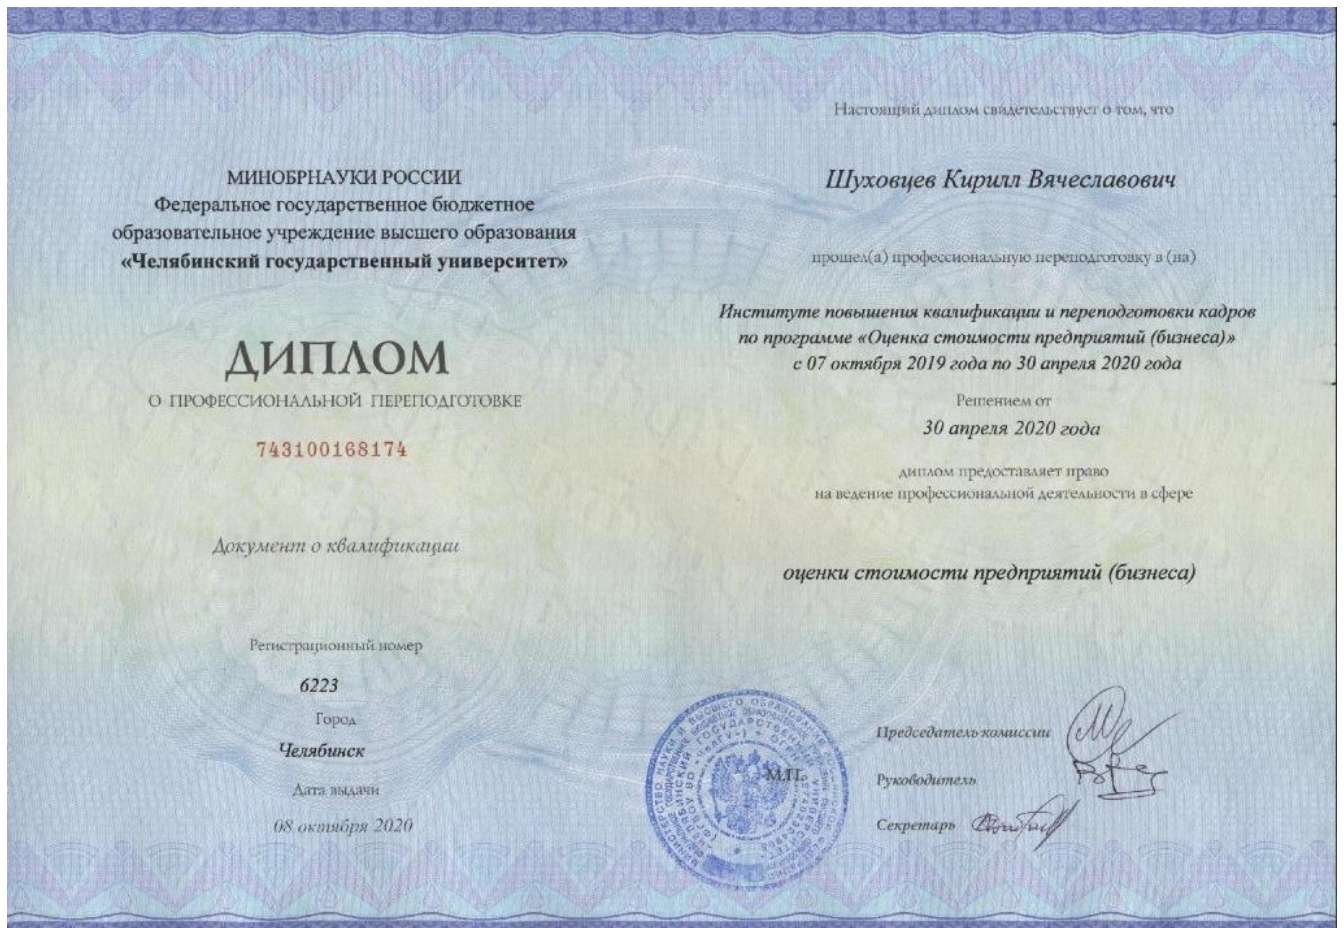 МИНОБРНАУКИ РОССИИ
Федеральное государственное бюджетное
образовательное учреждение высшего образования
«Челябинский государственный университет»
ДИПЛОМ
О ПРОФЕССИОНАЛЬНОЙ ПЕРЕПОДГОТОВКЕ
743100168174
Документ о квалификации
Регистрационный номер
6223
Город
Челябинск
Дата выдачи
08 октября 2020
Настоящий диплом свидетельствует о том, что
Шуховцев Кирилл Вячеславович
прошел(а) профессиональную переподготовку в (на)
Институте повышения квалификации и переподготовки кадров
по программе «Оценка стоимости предприятий (бизнеса)»
с 07 октября 2019 года по 30 апреля 2020 года
Решением от
30 апреля 2020 года
диплом предоставляет право
на ведение профессиональной деятельности в сфере
оценки стоимости предприятий (бизнеса)
М.П.
Председатель комиссии
Руководитель
Секретарь